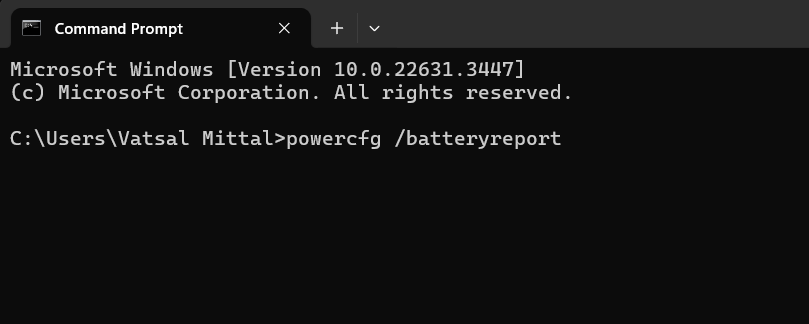 Command Prompt
Microsoft Windows [Version 10.0.22631.3447]
(c) Microsoft Corporation. All rights reserved.
C:\Users\Vatsal Mittal>powercfg /batteryreport